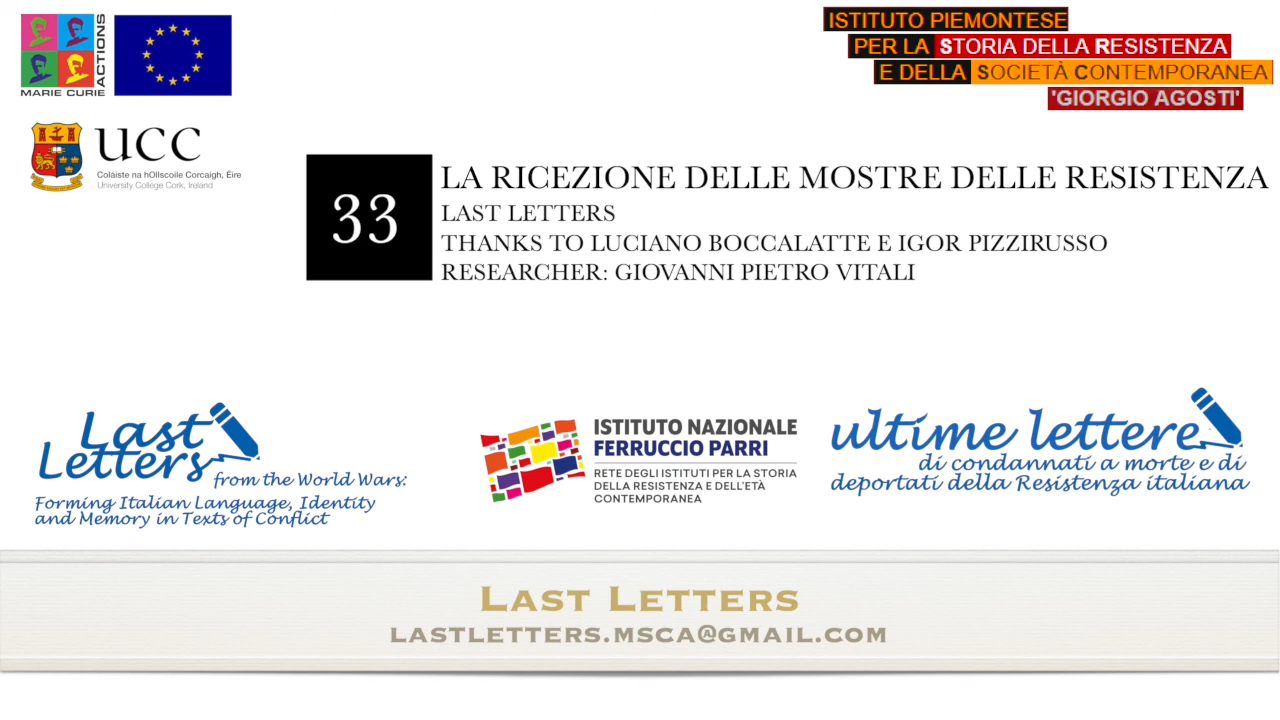 MARIE CURIE
ACTIONS
ISTITUTO PIEMONTESE
PER LA STORIA DELLA RESISTENZA
E DELLA SOCIETÀ CONTEMPORANEA
'GIORGIO AGOSTI'
UCC
Coláiste na hOllscoile Corcaigh, Éire
University College Cork, Ireland
33
LA RICEZIONE DELLE MOSTRE DELLE RESISTENZA
LAST LETTERS
THANKS TO LUCIANO BOCCALATTE E IGOR PIZZIRUSSO
RESEARCHER: GIOVANNI PIETRO VITALI
Last
Letters
from the World Wars:
Forming Italian Language, Identity
and Memory in Texts of Conflict
ISTITUTO NAZIONALE
FERRUCCIO PARRI
RETE DEGLI ISTITUTI PER LA STORIA
DELLA RESISTENZA E DELL'ETÀ
CONTEMPORANEA
ultime lettere
di condannati a morte e di
deportati della Resistenza italiana
LAST LETTERS
LASTLETTERS.MSCA@GMAIL.COM